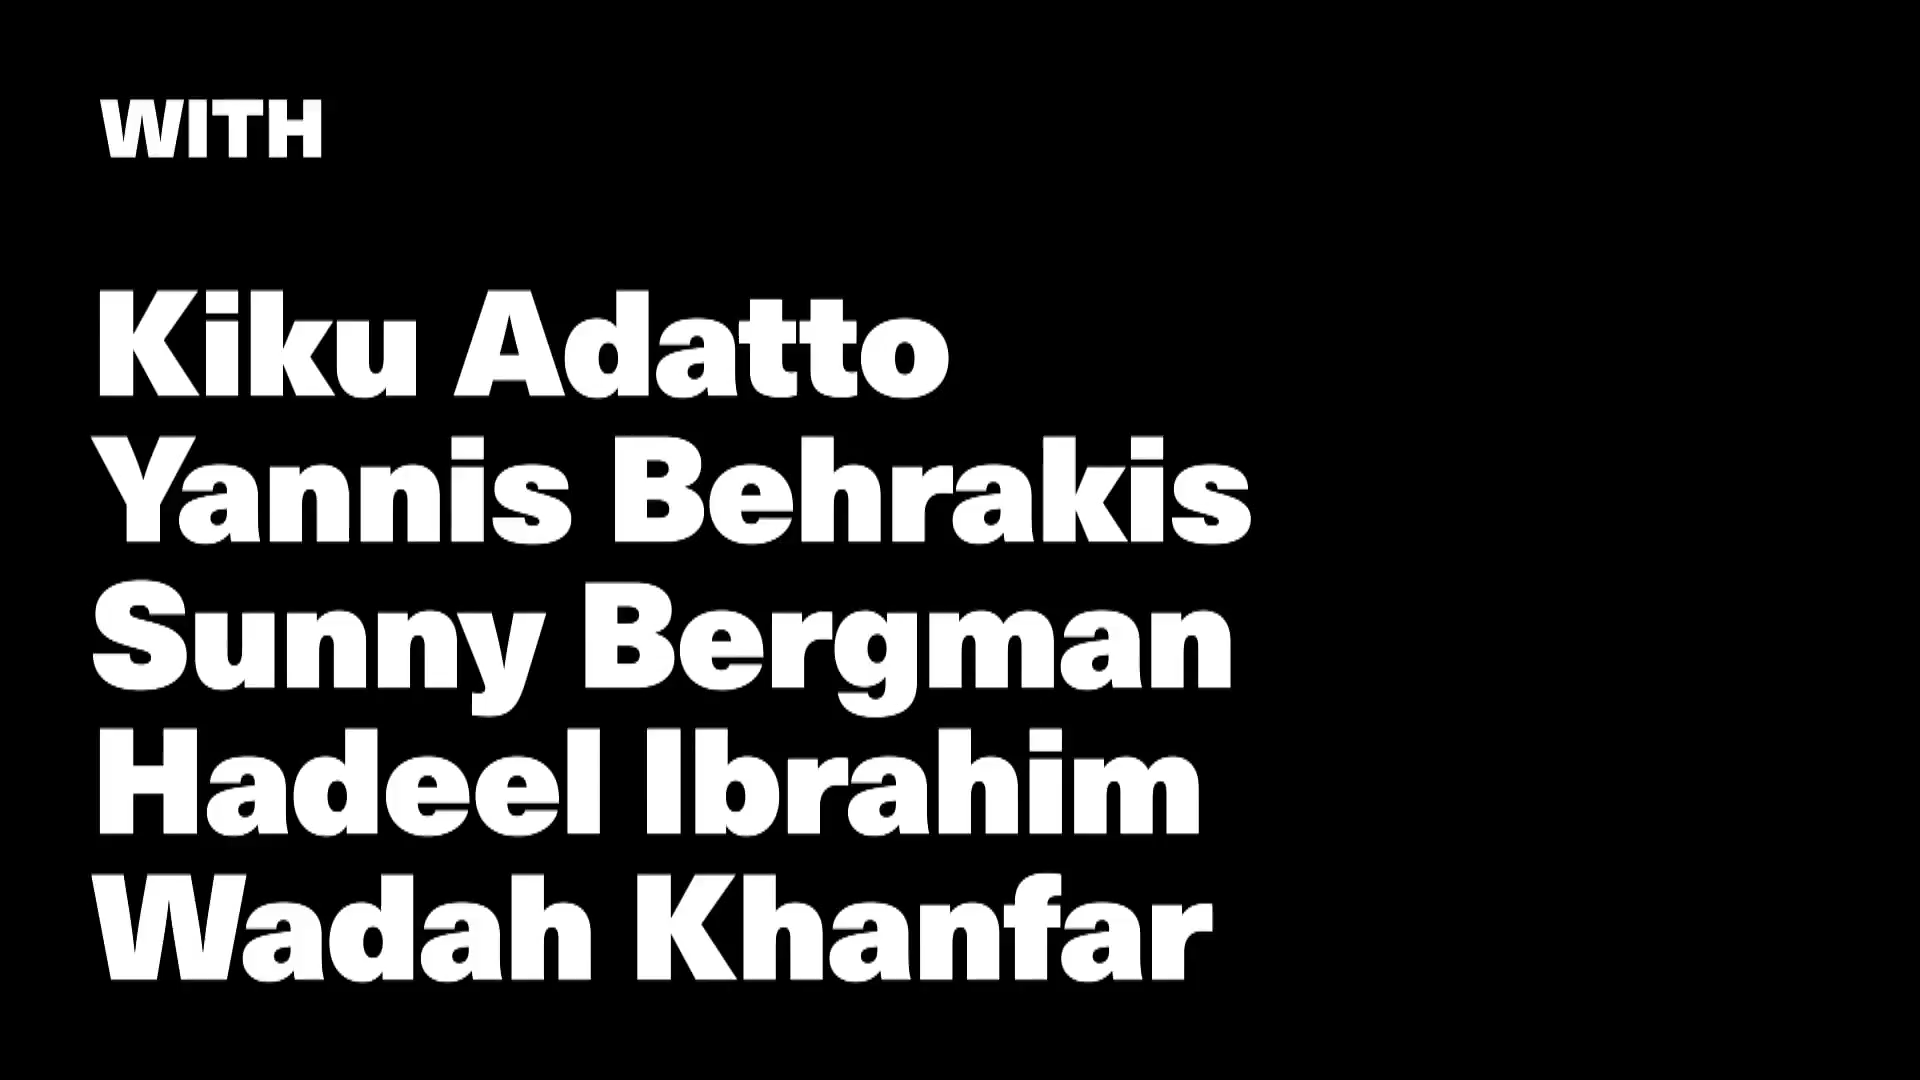 WITH
Kiku Adatto
Yannis Behrakis
Sunny Bergman
Hadeel Ibrahim
Wadah Khanfar